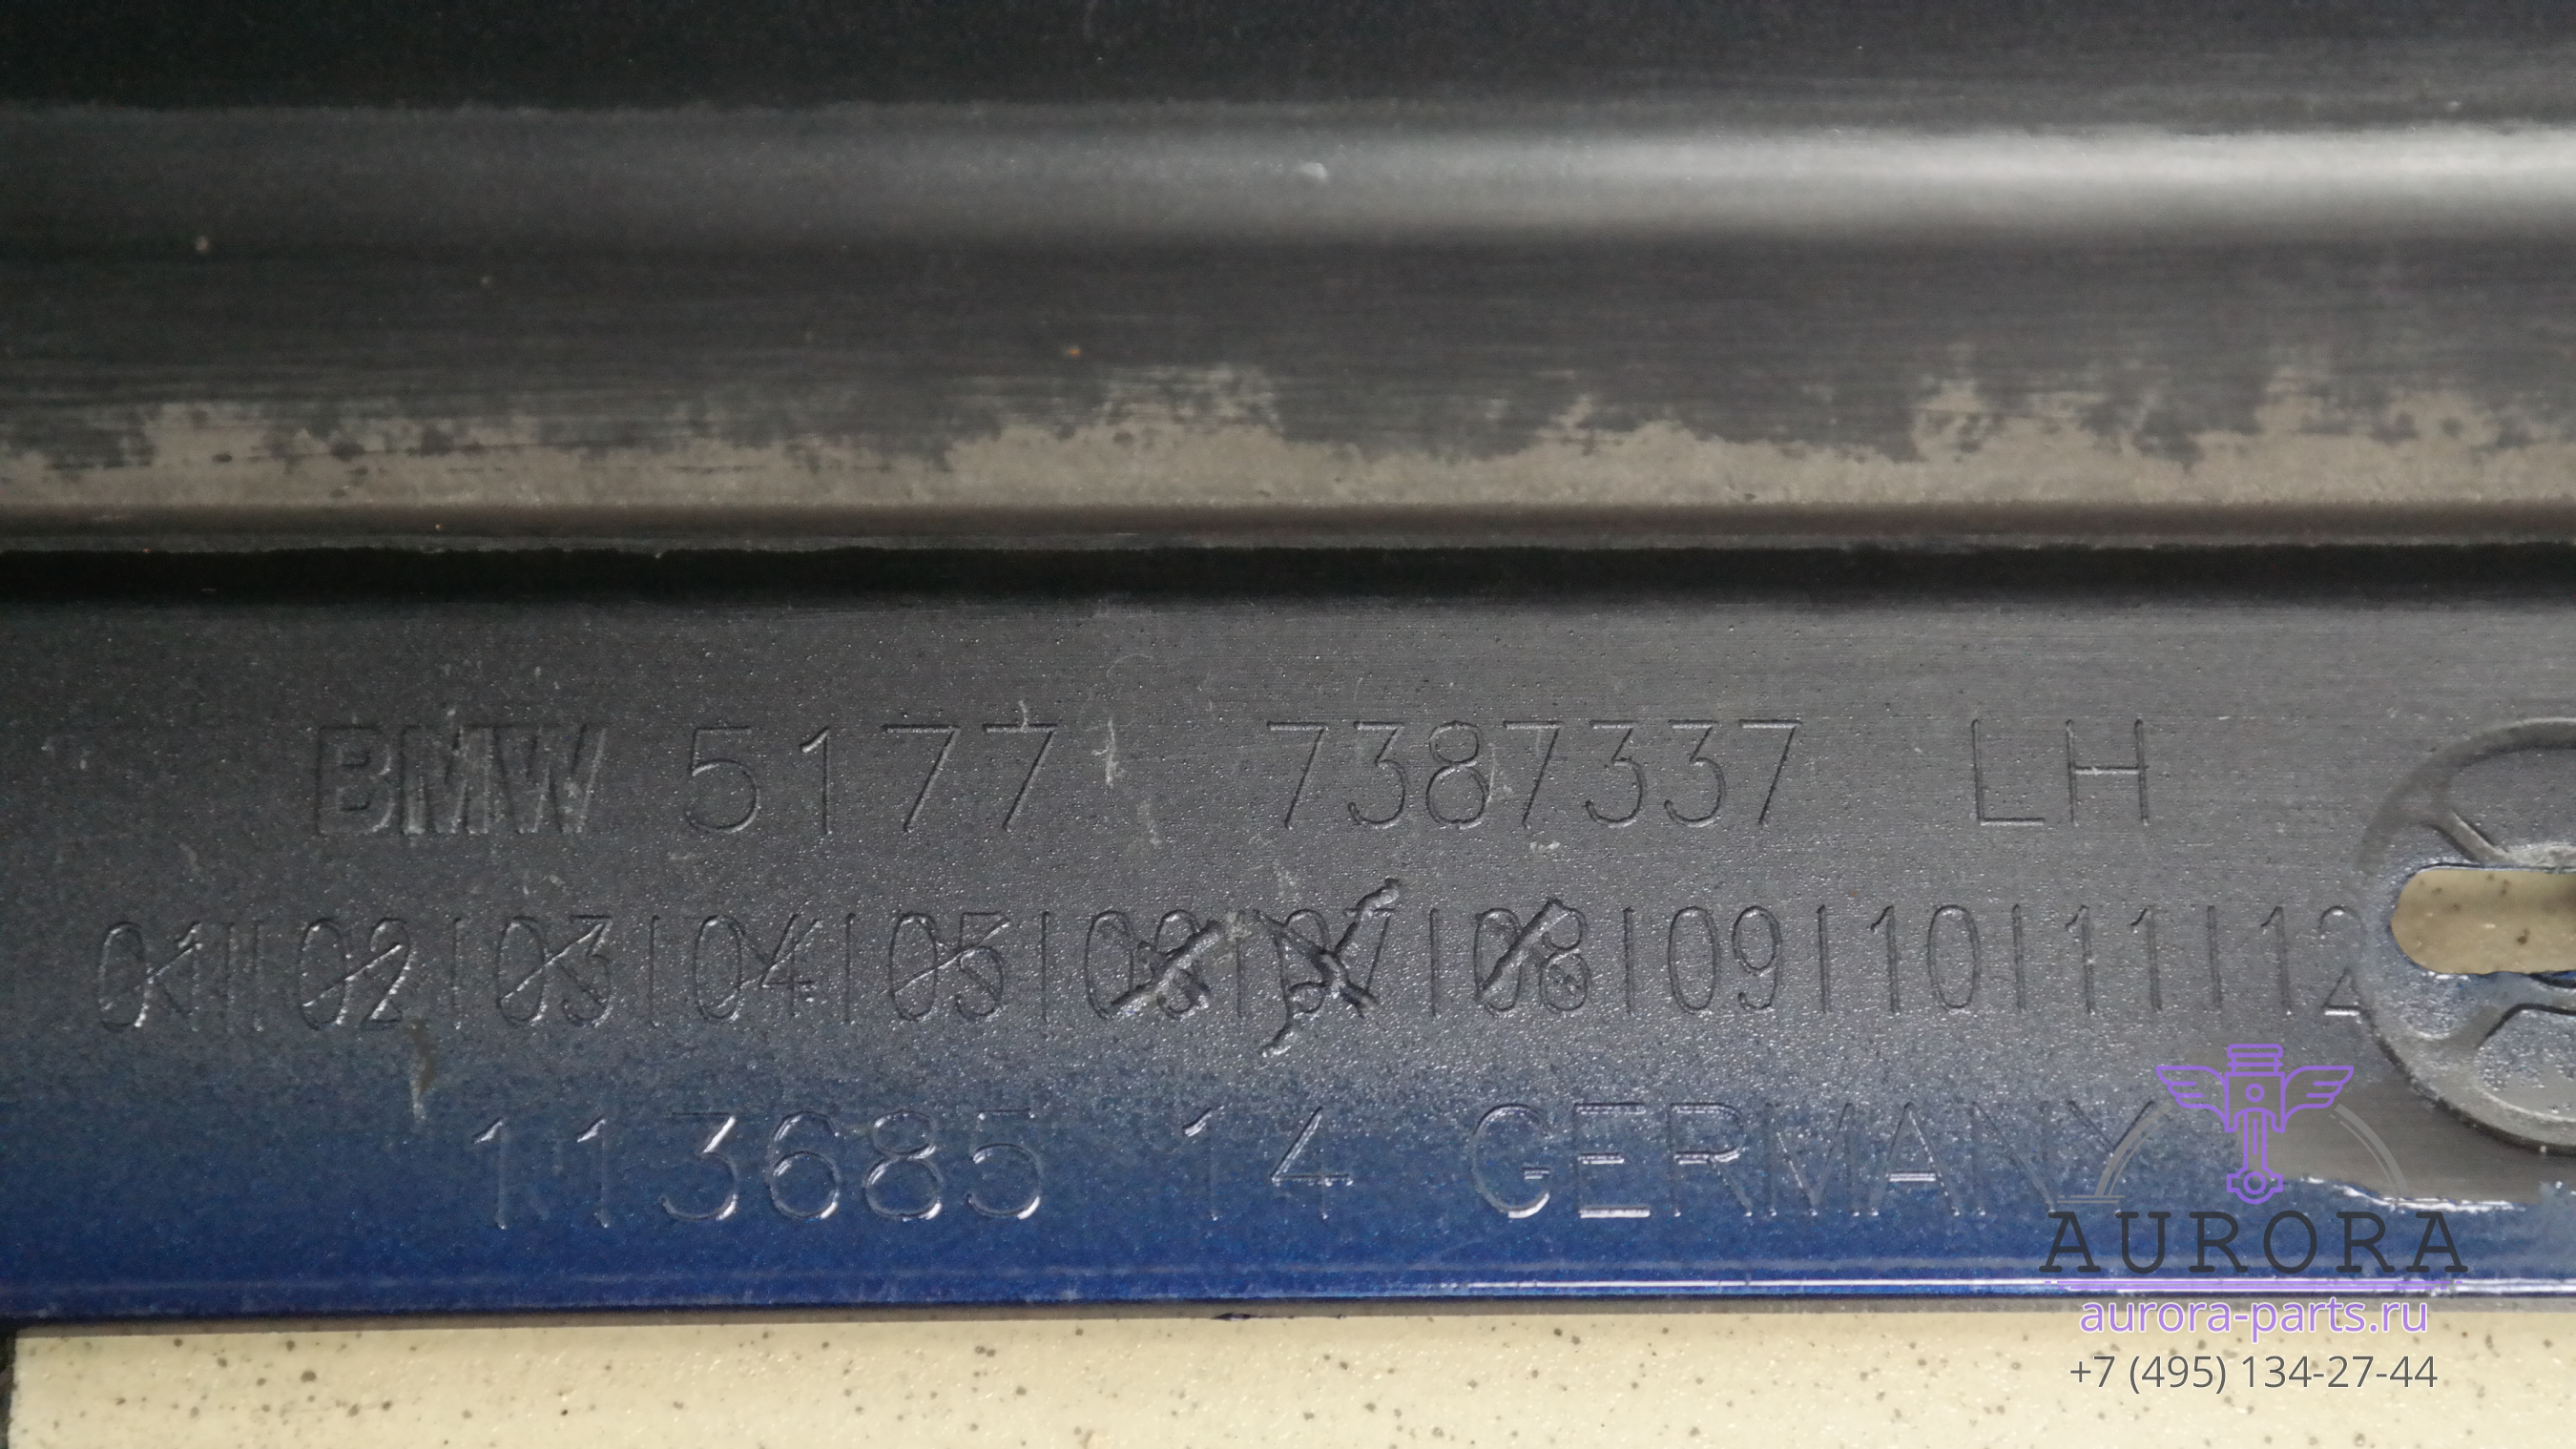 BMW 5177 7387337 LH
01||02|03|04|05|06|07|08|09|10|11|12
113685 14 GERMANY
AURORA
aurora-parts.ru
+7 (495) 134-27-44